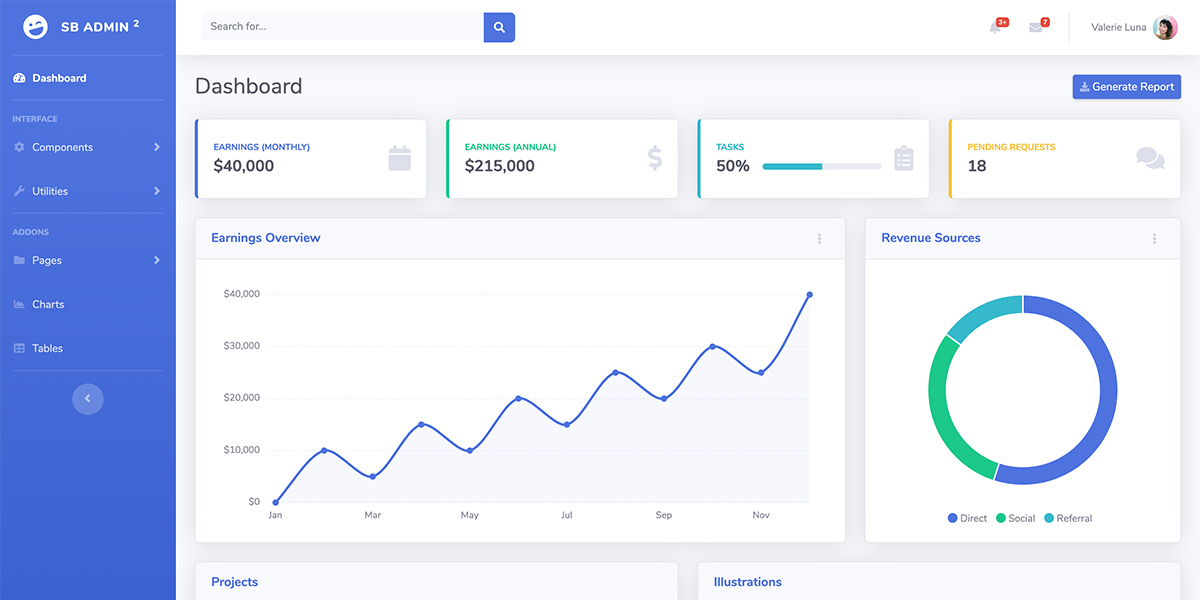 SB ADMIN 2
Search for...
3+
7
Valerie Luna
Dashboard
INTERFACE
Components
Utilities
ADDONS
Pages
Charts
Tables
Dashboard
Generate Report
EARNINGS (MONTHLY)
$40,000
EARNINGS (ANNUAL)
$215,000
TASKS
50%
PENDING REQUESTS
18
Earnings Overview
$40,000
$30,000
$20,000
$10,000
$0
Jan Mar May Jul Sep Nov
Revenue Sources
Direct Social Referral
Projects
Illustrations